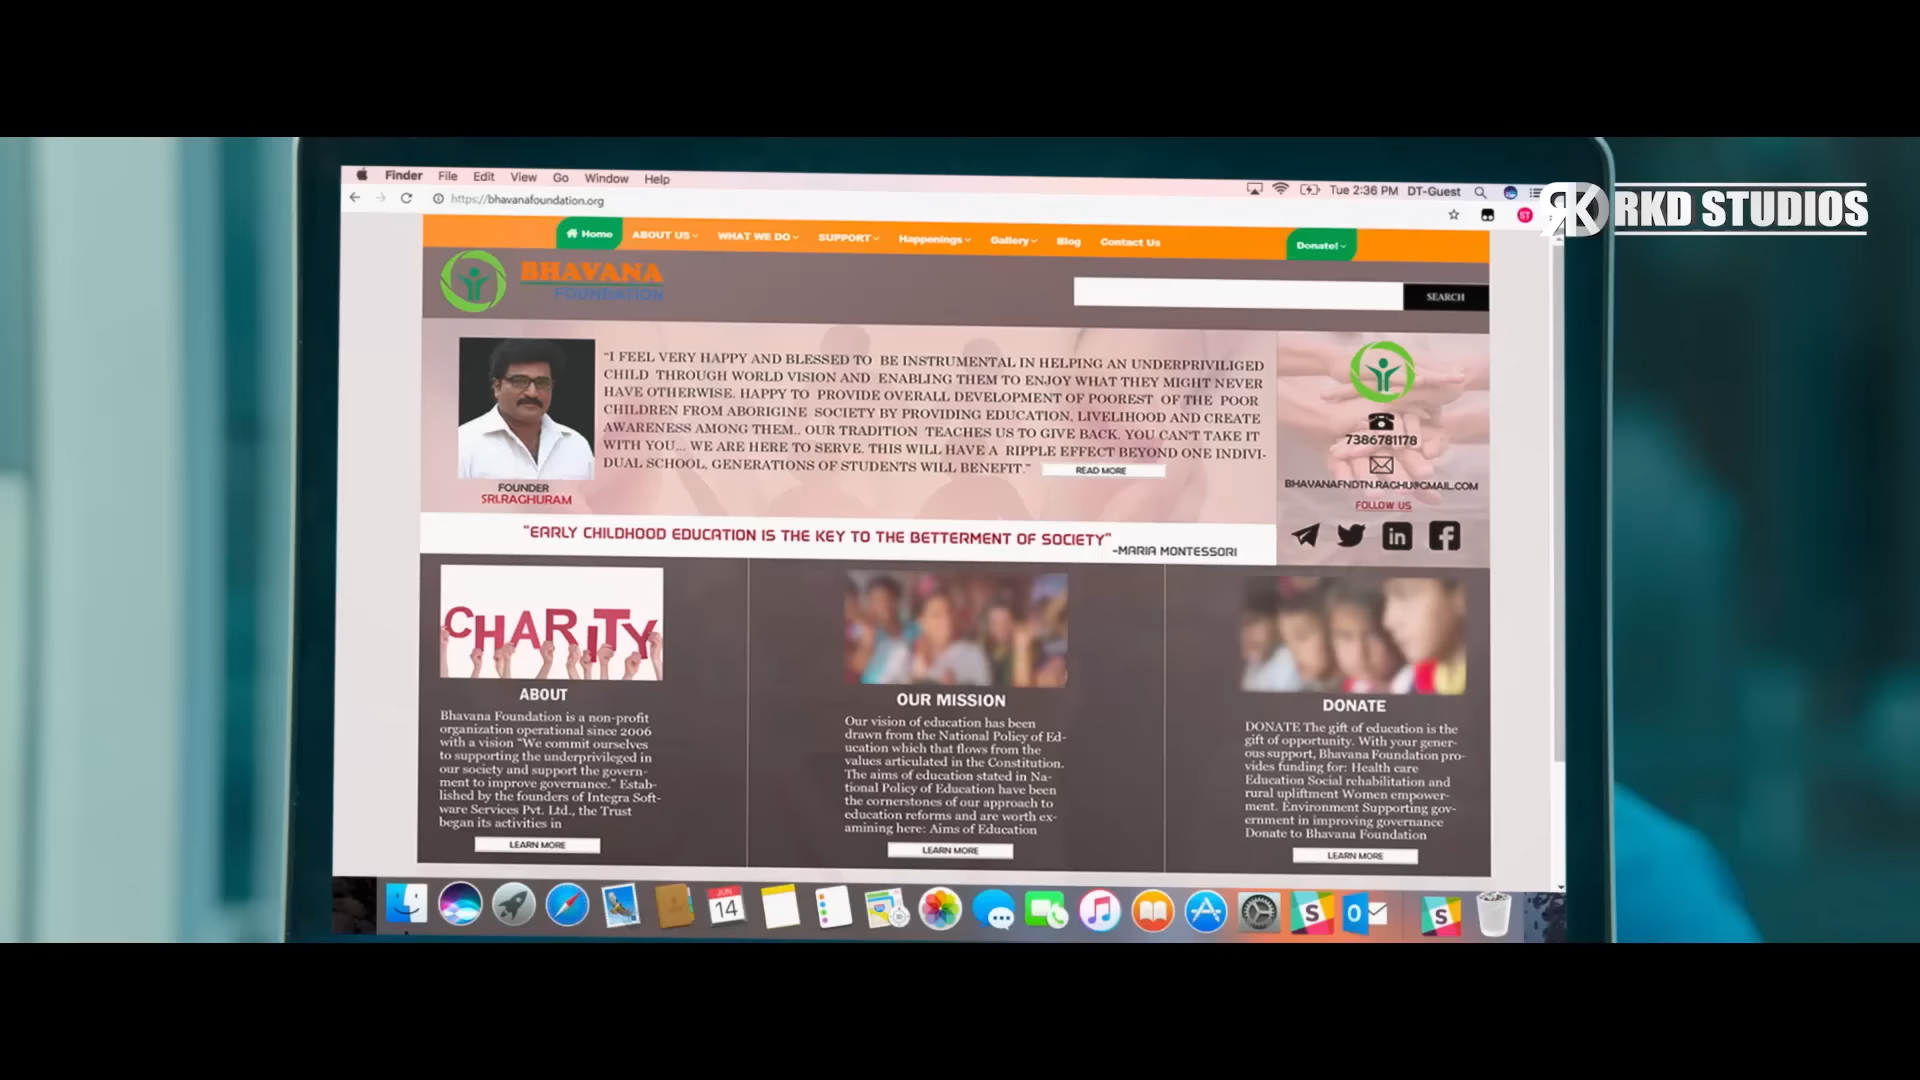 RKD STUDIOS
Finder File Edit View Go Window Help
Tue 2:36 PM DT-Guest
https://bhavanafoundation.org
ST
Home ABOUT US WHAT WE DO SUPPORT Happenings Gallery Blog Contact Us Donate!
BHAVANA
FOUNDATION
SEARCH
“I FEEL VERY HAPPY AND BLESSED TO BE INSTRUMENTAL IN HELPING AN UNDERPRIVILIGED
CHILD THROUGH WORLD VISION AND ENABLING THEM TO ENJOY WHAT THEY MIGHT NEVER
HAVE OTHERWISE. HAPPY TO PROVIDE OVERALL DEVELOPMENT OF POOREST OF THE POOR
CHILDREN FROM ABORIGINE SOCIETY BY PROVIDING EDUCATION, LIVELIHOOD AND CREATE
AWARENESS AMONG THEM.. OUR TRADITION TEACHES US TO GIVE BACK. YOU CAN'T TAKE IT
WITH YOU... WE ARE HERE TO SERVE. THIS WILL HAVE A RIPPLE EFFECT BEYOND ONE INDIVI-
DUAL SCHOOL, GENERATIONS OF STUDENTS WILL BENEFIT.”
READ MORE
FOUNDER
SRI.RAGHURAM
7386781178
BHAVANAFNDTN.RAGHU@GMAIL.COM
FOLLOW US
"EARLY CHILDHOOD EDUCATION IS THE KEY TO THE BETTERMENT OF SOCIETY"
-MARIA MONTESSORI
CHARITY
ABOUT
Bhavana Foundation is a non-profit
organization operational since 2006
with a vision "We commit ourselves
to supporting the underprivileged in
our society and support the govern-
ment to improve governance." Estab-
lished by the founders of Integra Soft-
ware Services Pvt. Ltd., the Trust
began its activities in
LEARN MORE
OUR MISSION
Our vision of education has been
drawn from the National Policy of Ed-
ucation which that flows from the
values articulated in the Constitution.
The aims of education stated in Na-
tional Policy of Education have been
the cornerstones of our approach to
education reforms and are worth ex-
amining here: Aims of Education
LEARN MORE
DONATE
DONATE The gift of education is the
gift of opportunity. With your gener-
ous support, Bhavana Foundation pro-
vides funding for: Health care
Education Social rehabilitation and
rural upliftment Women empower-
ment. Environment Supporting gov-
ernment in improving governance
Donate to Bhavana Foundation
LEARN MORE
JUN
14